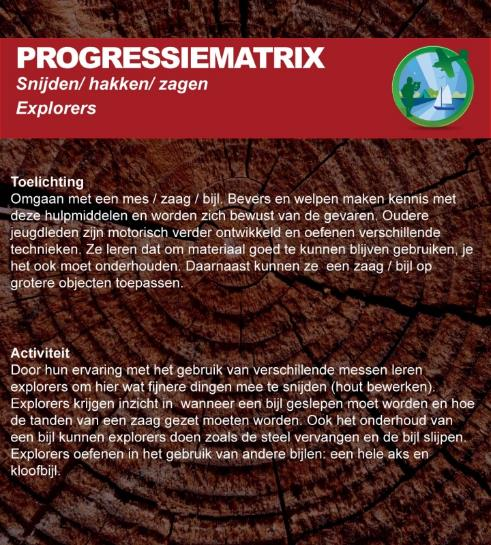 PROGRESSIEMATRIX
Snijden/ hakken/ zagen
Explorers
Toelichting
Omgaan met een mes / zaag / bijl. Bevers en welpen maken kennis met
deze hulpmiddelen en worden zich bewust van de gevaren. Oudere
jeugdleden zijn motorisch verder ontwikkeld en oefenen verschillende
technieken. Ze leren dat om materiaal goed te kunnen blijven gebruiken, je
het ook moet onderhouden. Daarnaast kunnen ze een zaag / bijl op
grotere objecten toepassen.
Activiteit
Door hun ervaring met het gebruik van verschillende messen leren
explorers om hier wat fijnere dingen mee te snijden (hout bewerken).
Explorers krijgen inzicht in wanneer een bijl geslepen moet worden en hoe
de tanden van een zaag gezet moeten worden. Ook het onderhoud van
een bijl kunnen explorers doen zoals de steel vervangen en de bijl slijpen.
Explorers oefenen in het gebruik van andere bijlen: een hele aks en
kloofbijl.